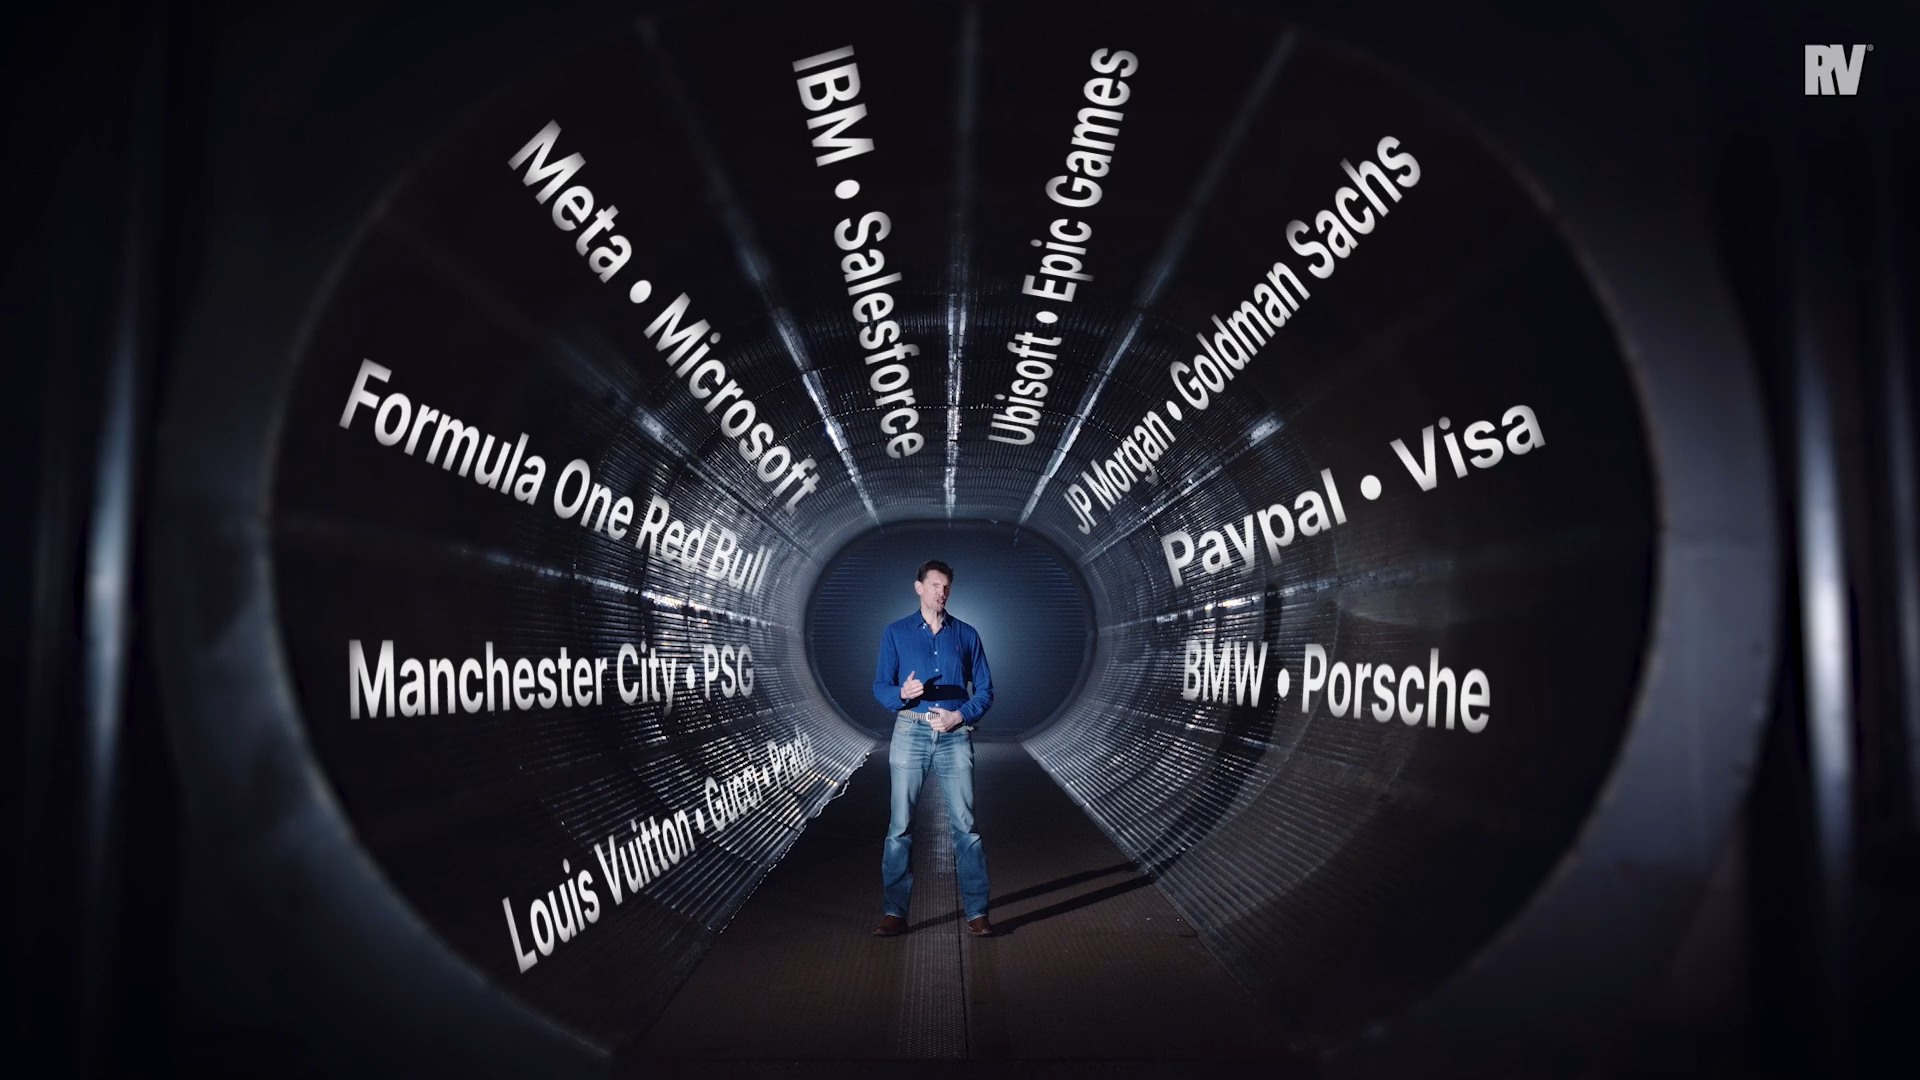 RV
IBM • Salesforce
Ubisoft • Epic Games
Meta • Microsoft
JP Morgan • Goldman Sachs
Formula One Red Bull
Paypal • Visa
Manchester City • PSG
BMW • Porsche
Louis Vuitton • Gucci • Prada